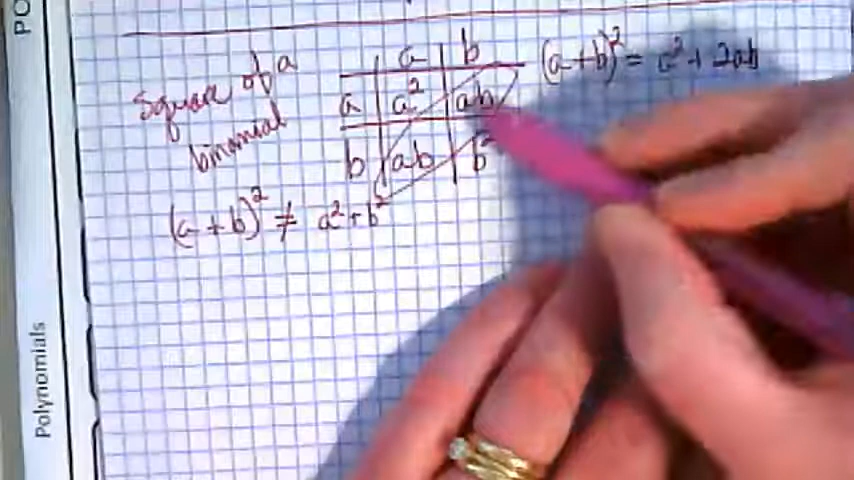 PO
Square of a
binomial
a b
a a² ab
b ab b²
(a+b)² = a² + 2ab
(a + b)² ≠ a² + b²
Polynomials